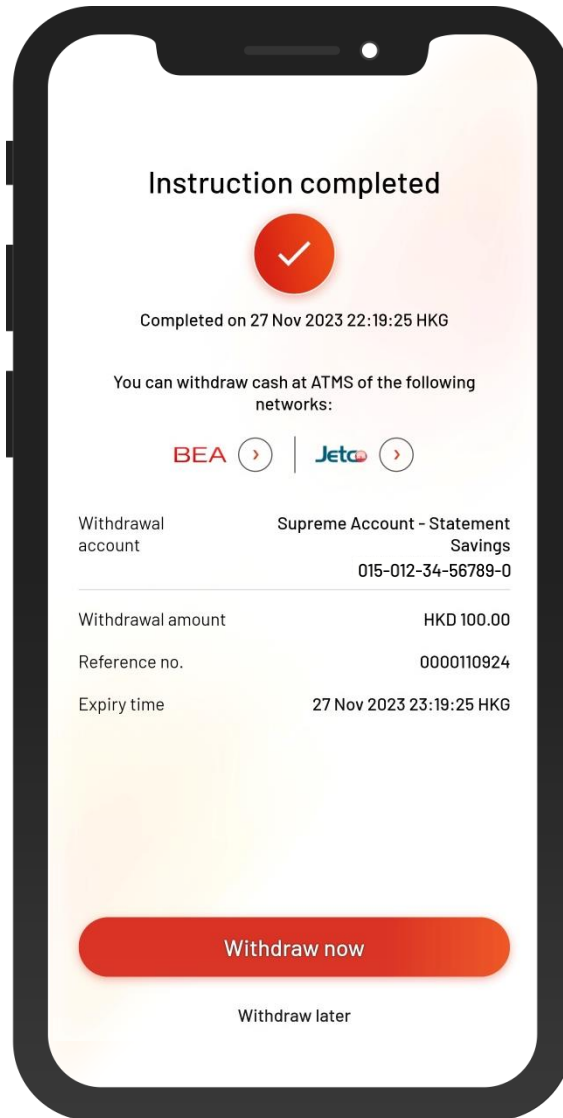 Instruction completed
Completed on 27 Nov 2023 22:19:25 HKG
You can withdraw cash at ATMS of the following
networks:
BEA Jetco
Withdrawal account Supreme Account - Statement Savings
015-012-34-56789-0
Withdrawal amount HKD 100.00
Reference no. 0000110924
Expiry time 27 Nov 2023 23:19:25 HKG
Withdraw now
Withdraw later